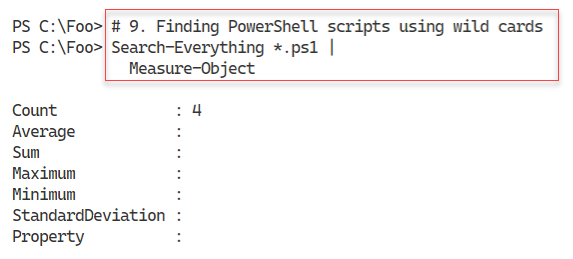 PS C:\Foo> # 9. Finding PowerShell scripts using wild cards
PS C:\Foo> Search-Everything *.ps1 |
Measure-Object
Count : 4
Average :
Sum :
Maximum :
Minimum :
StandardDeviation :
Property :